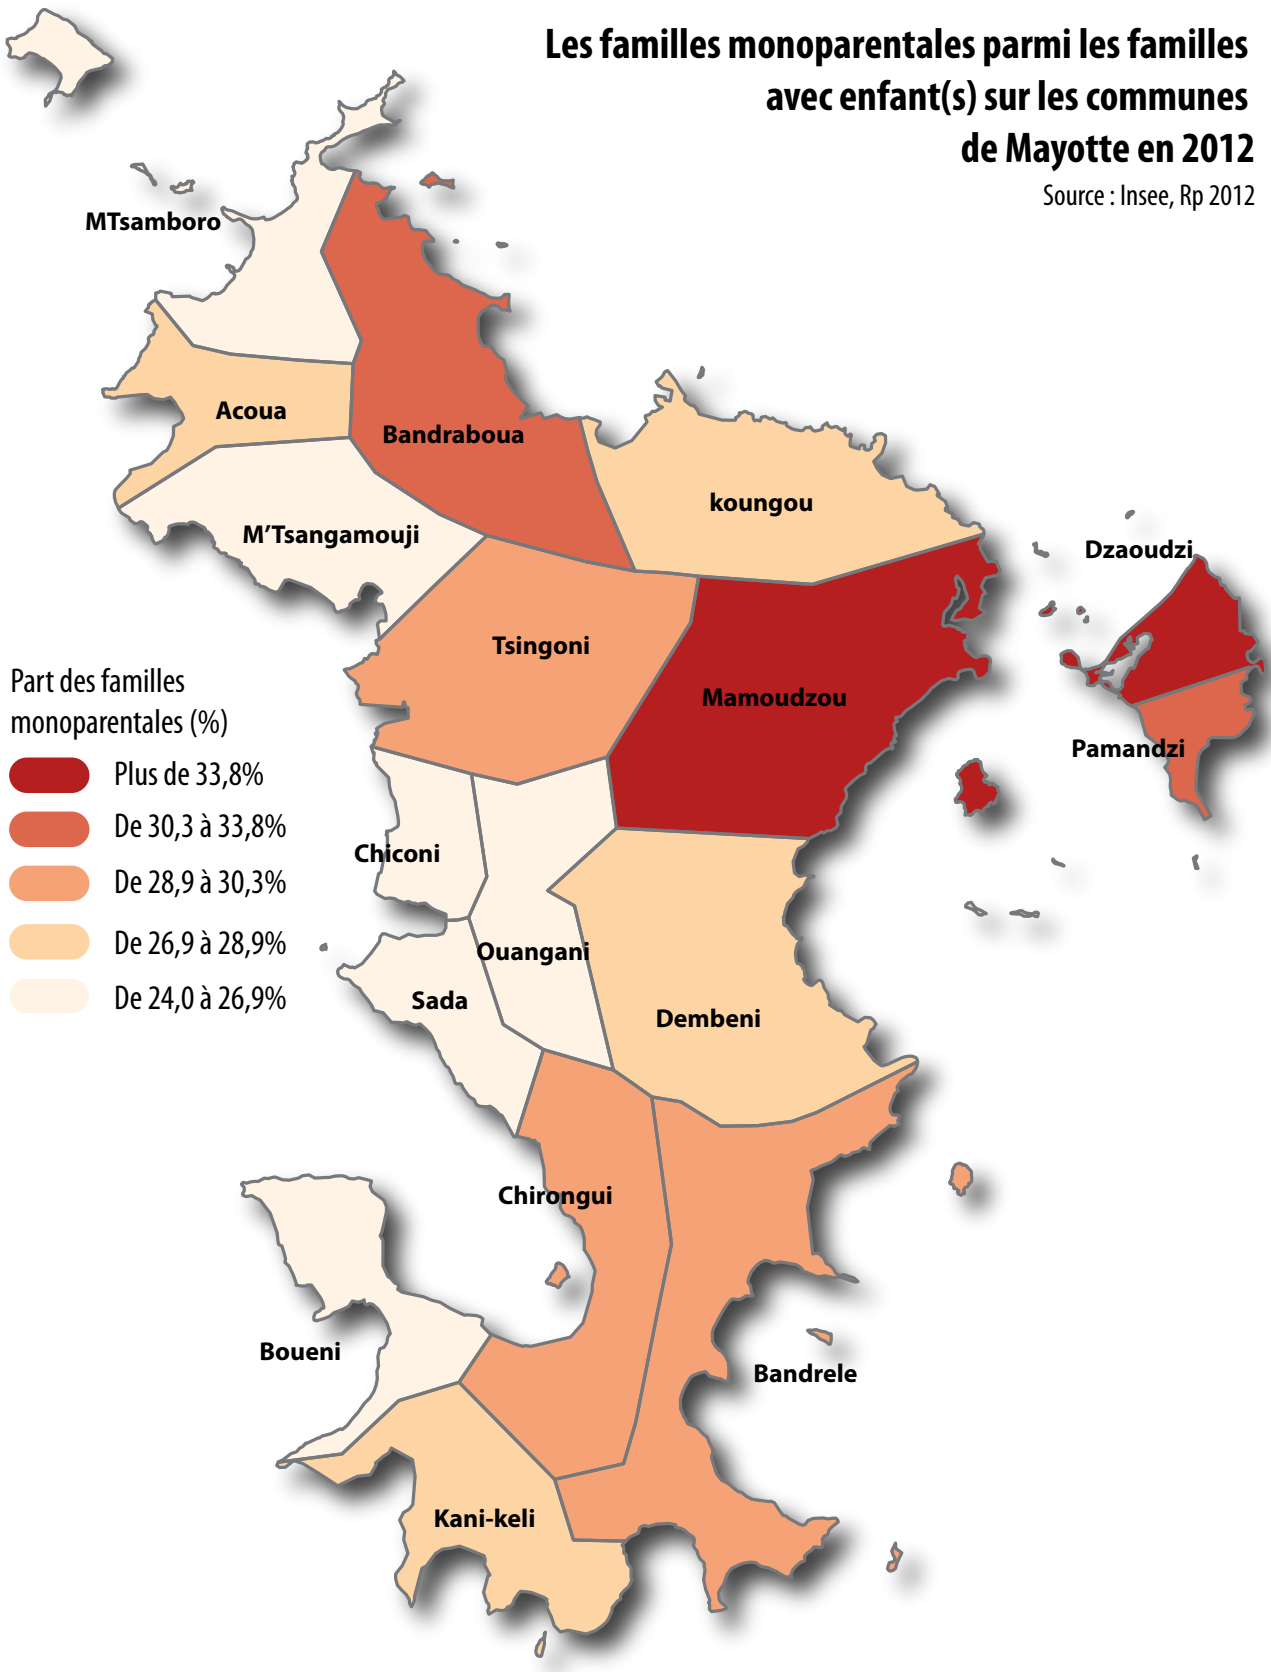 Les familles monoparentales parmi les familles
avec enfant(s) sur les communes
de Mayotte en 2012
Source : Insee, Rp 2012
MTsamboro
Acoua
Bandraboua
koungou
M'Tsangamouji
Dzaoudzi
Tsingoni
Mamoudzou
Pamandzi
Part des familles
monoparentales (%)
Plus de 33,8%
De 30,3 à 33,8%
De 28,9 à 30,3%
De 26,9 à 28,9%
De 24,0 à 26,9%
Chiconi
Ouangani
Sada
Dembeni
Chirongui
Boueni
Bandrele
Kani-keli